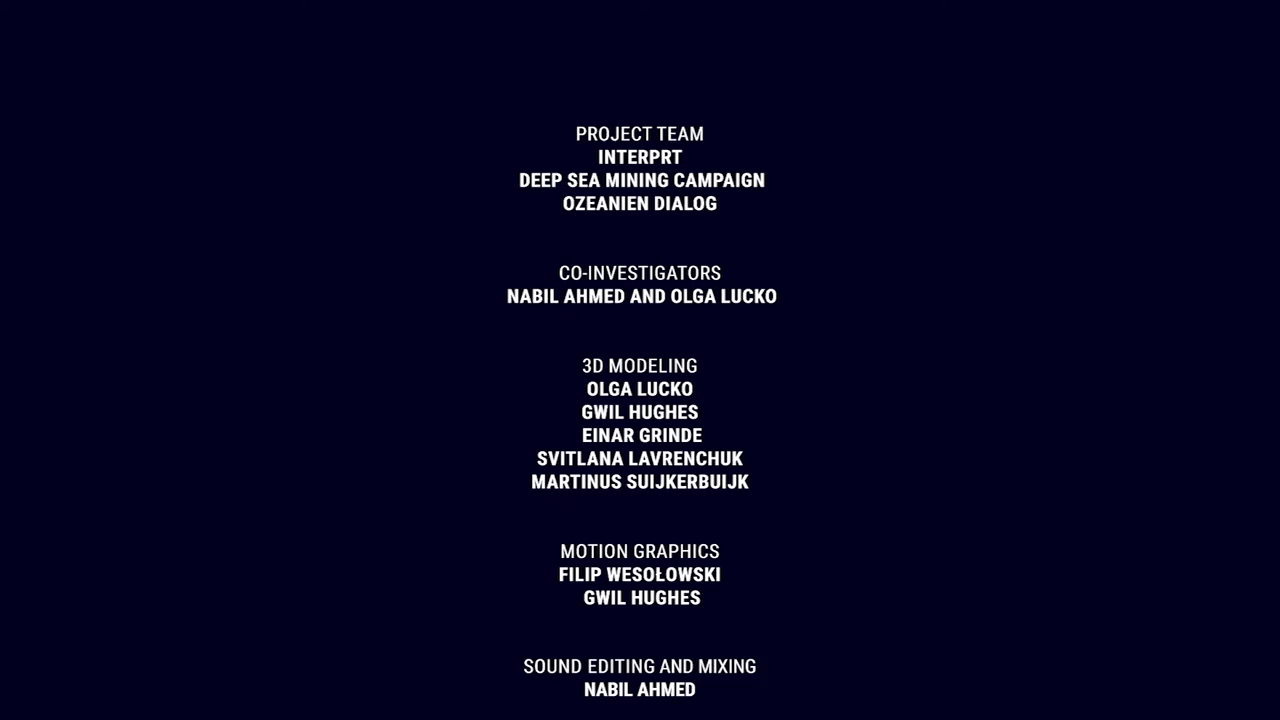 PROJECT TEAM
INTERPRT
DEEP SEA MINING CAMPAIGN
OZEANIEN DIALOG
CO-INVESTIGATORS
NABIL AHMED AND OLGA LUCKO
3D MODELING
OLGA LUCKO
GWIL HUGHES
EINAR GRINDE
SVITLANA LAVRENCHUK
MARTINUS SUIJKERBUIJK
MOTION GRAPHICS
FILIP WESOŁOWSKI
GWIL HUGHES
SOUND EDITING AND MIXING
NABIL AHMED